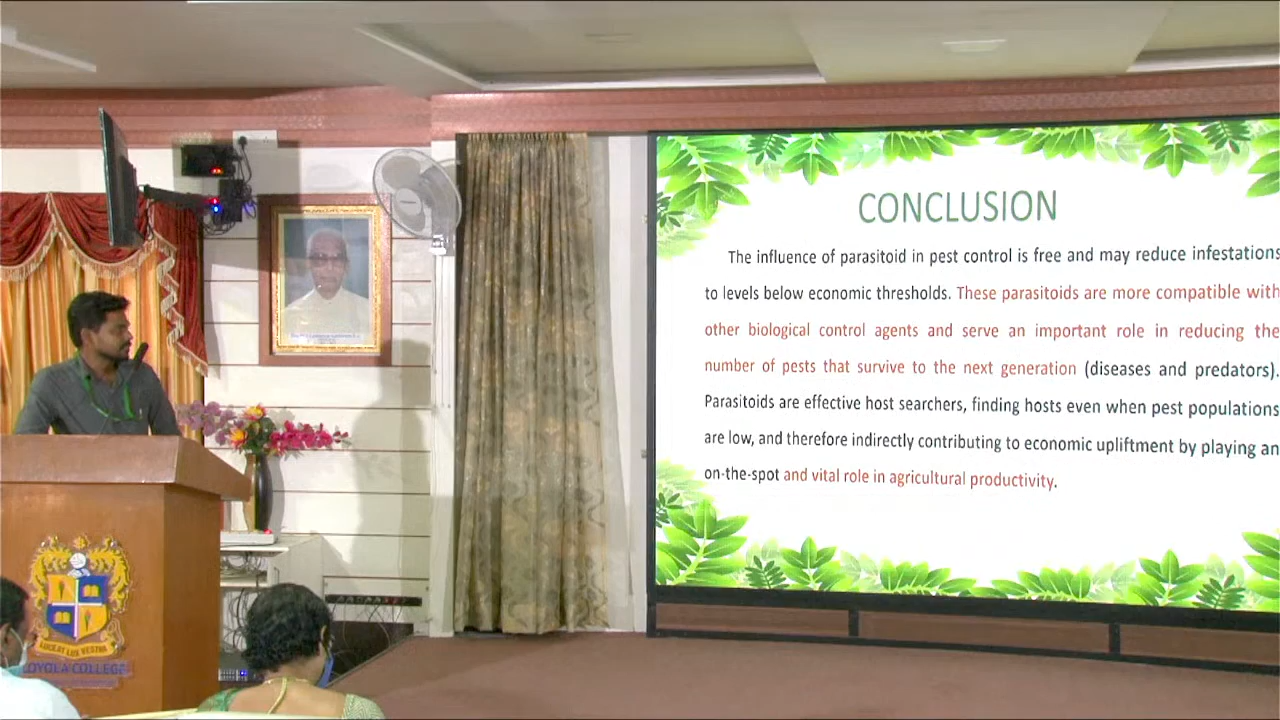 CONCLUSION
The influence of parasitoid in pest control is free and may reduce infestations
to levels below economic thresholds. These parasitoids are more compatible with
other biological control agents and serve an important role in reducing the
number of pests that survive to the next generation (diseases and predators).
Parasitoids are effective host searchers, finding hosts even when pest populations
are low, and therefore indirectly contributing to economic upliftment by playing an
on-the-spot and vital role in agricultural productivity.
LUCEAT LUX VESTRA
LOYOLA COLLEGE